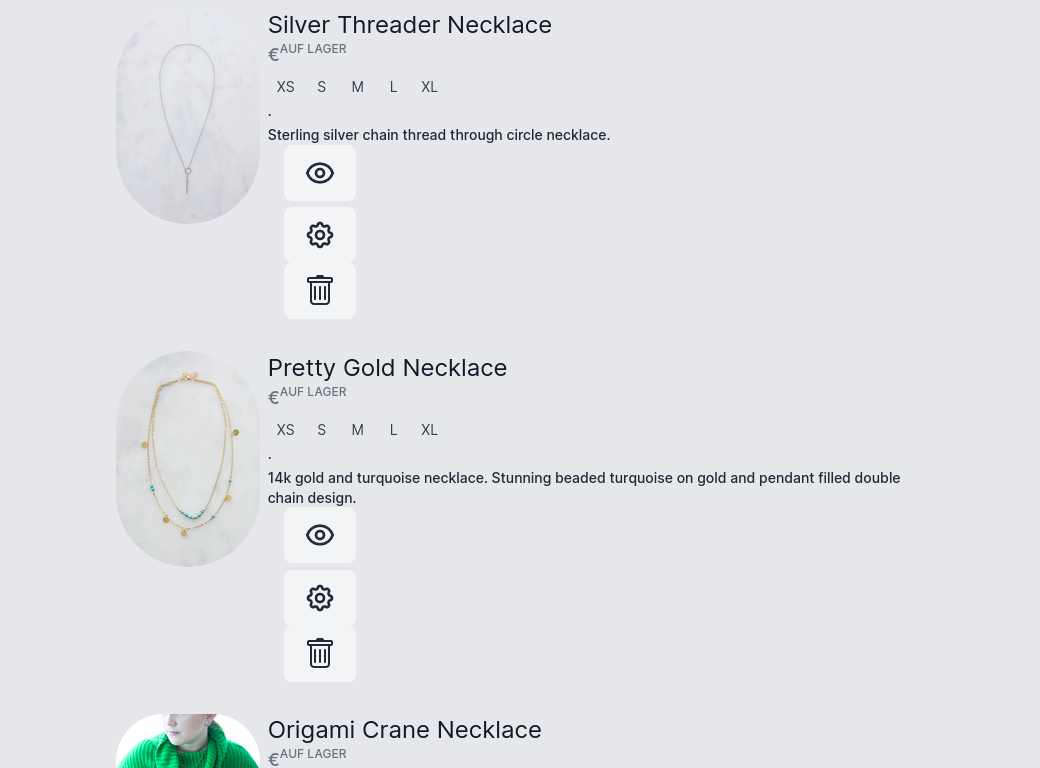 Silver Threader Necklace
€AUF LAGER
XS S M L XL
.
Sterling silver chain thread through circle necklace.
Pretty Gold Necklace
€AUF LAGER
XS S M L XL
.
14k gold and turquoise necklace. Stunning beaded turquoise on gold and pendant filled double
chain design.
Origami Crane Necklace
€AUF LAGER